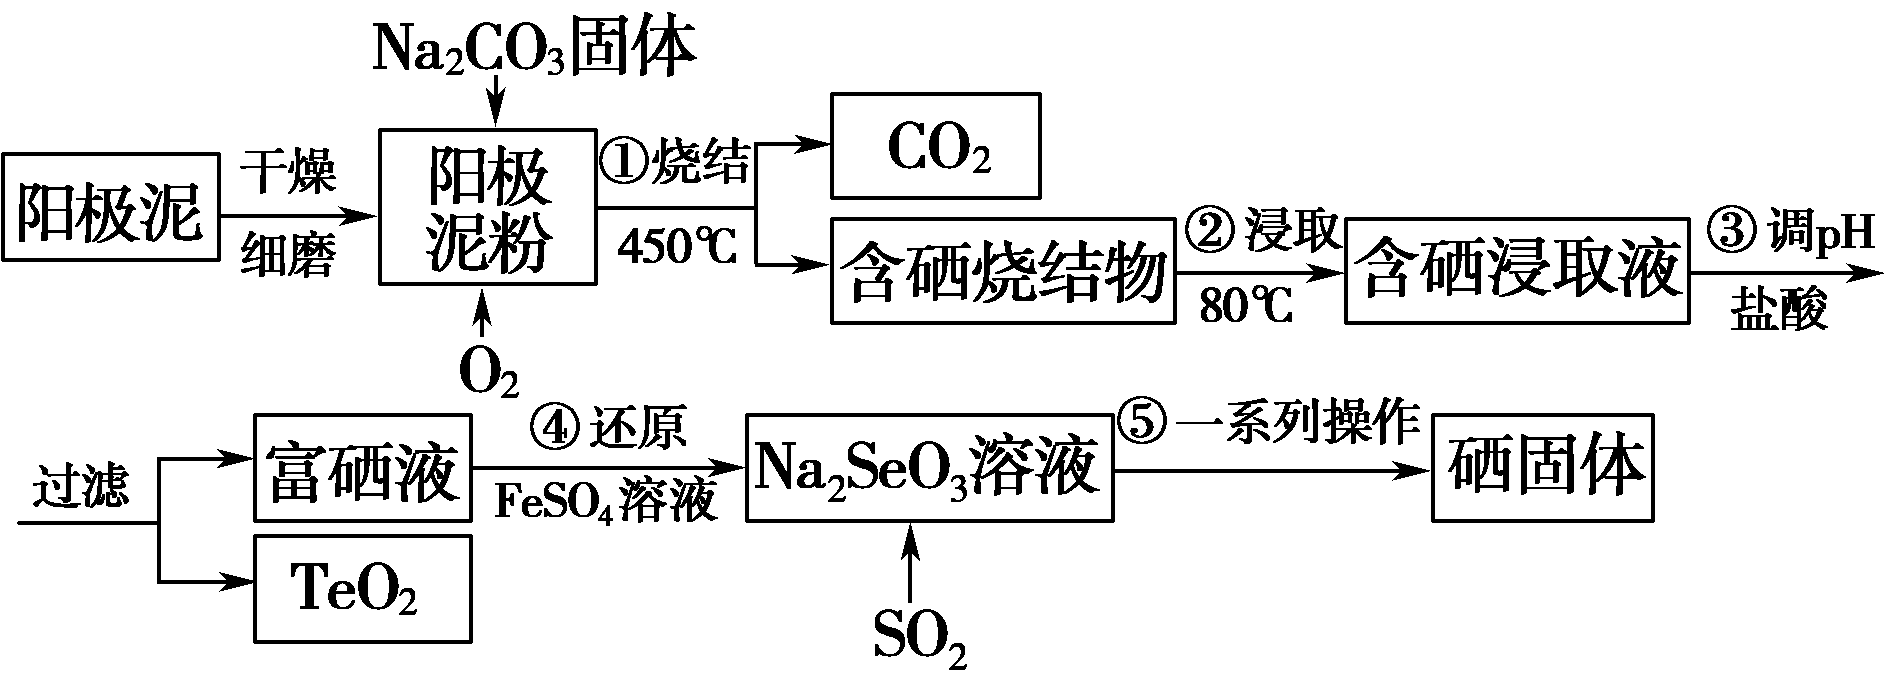 Na₂CO₃固体
阳极泥
干燥
细磨
阳极
泥粉
O₂
①烧结
450℃
CO₂
含硒烧结物
②浸取
80℃
含硒浸取液
③调pH
盐酸
过滤
富硒液
TeO₂
④还原
FeSO₄溶液
Na₂SeO₃溶液
SO₂
⑤一系列操作
硒固体